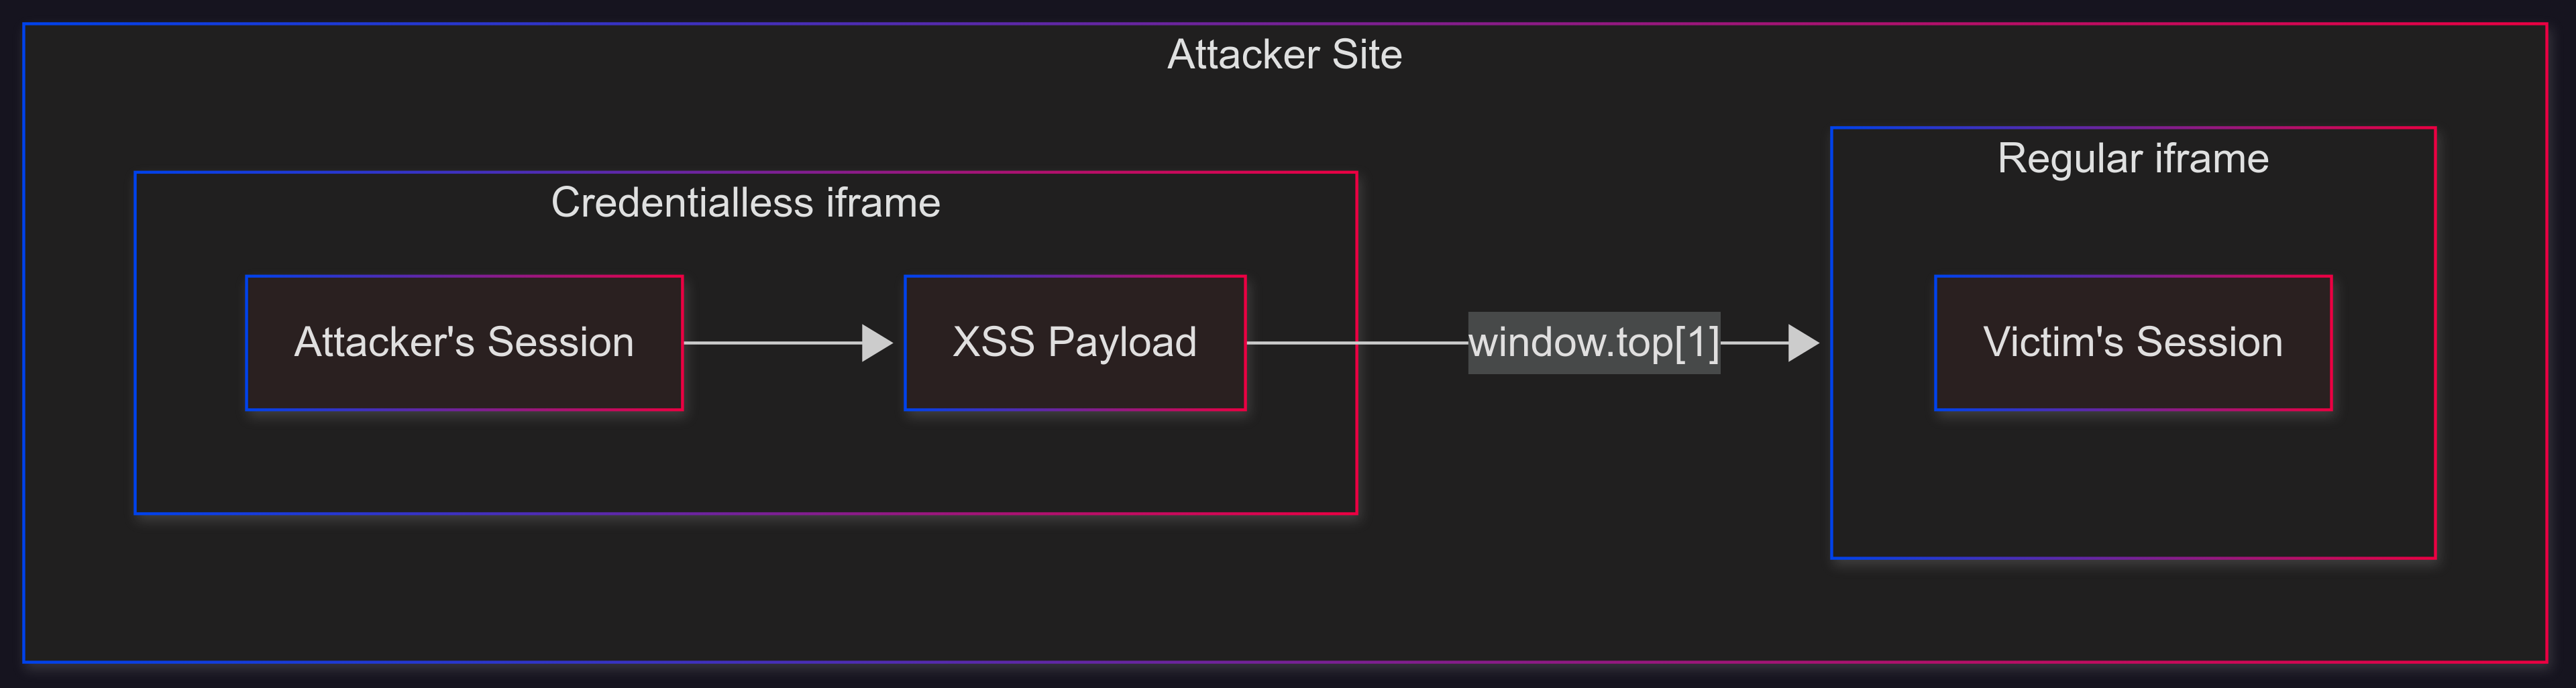 Attacker Site
Credentialless iframe
Regular iframe
Attacker's Session
XSS Payload
window.top[1]
Victim's Session